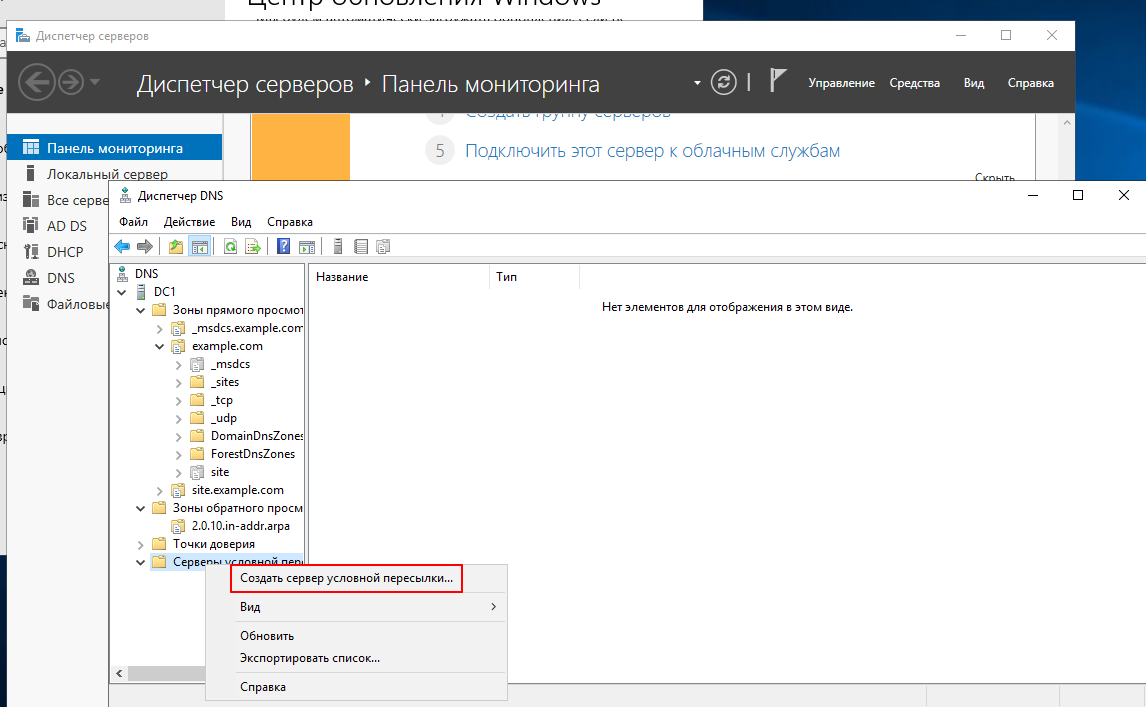 Центр обновления Windows
Диспетчер серверов
Диспетчер серверов
Панель мониторинга
Управление
Средства
Вид
Справка
Создать группу серверов
5
Подключить этот сервер к облачным службам
Скрыть
Панель мониторинга
Локальный сервер
Все серве
AD DS
DHCP
DNS
Файловые
Диспетчер DNS
Файл
Действие
Вид
Справка
DNS
DC1
Зоны прямого просмот
_msdcs.example.com
example.com
_msdcs
_sites
_tcp
_udp
DomainDnsZones
ForestDnsZones
site
site.example.com
Зоны обратного просм
2.0.10.in-addr.arpa
Точки доверия
Серверы условной пере
Название
Тип
Нет элементов для отображения в этом виде.
Создать сервер условной пересылки...
Вид
Обновить
Экспортировать список...
Справка